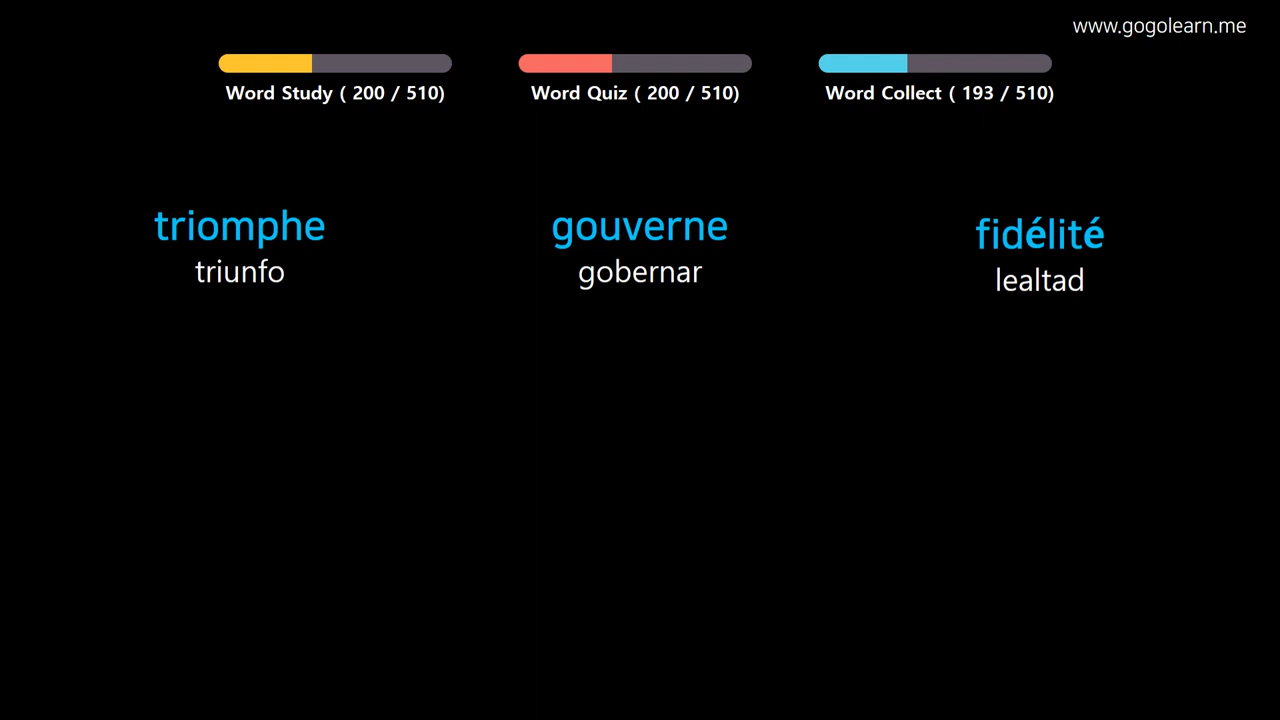 www.gogolearn.me
Word Study ( 200 / 510)
Word Quiz ( 200 / 510)
Word Collect ( 193 / 510)
triomphe
triunfo
gouverne
gobernar
fidélité
lealtad